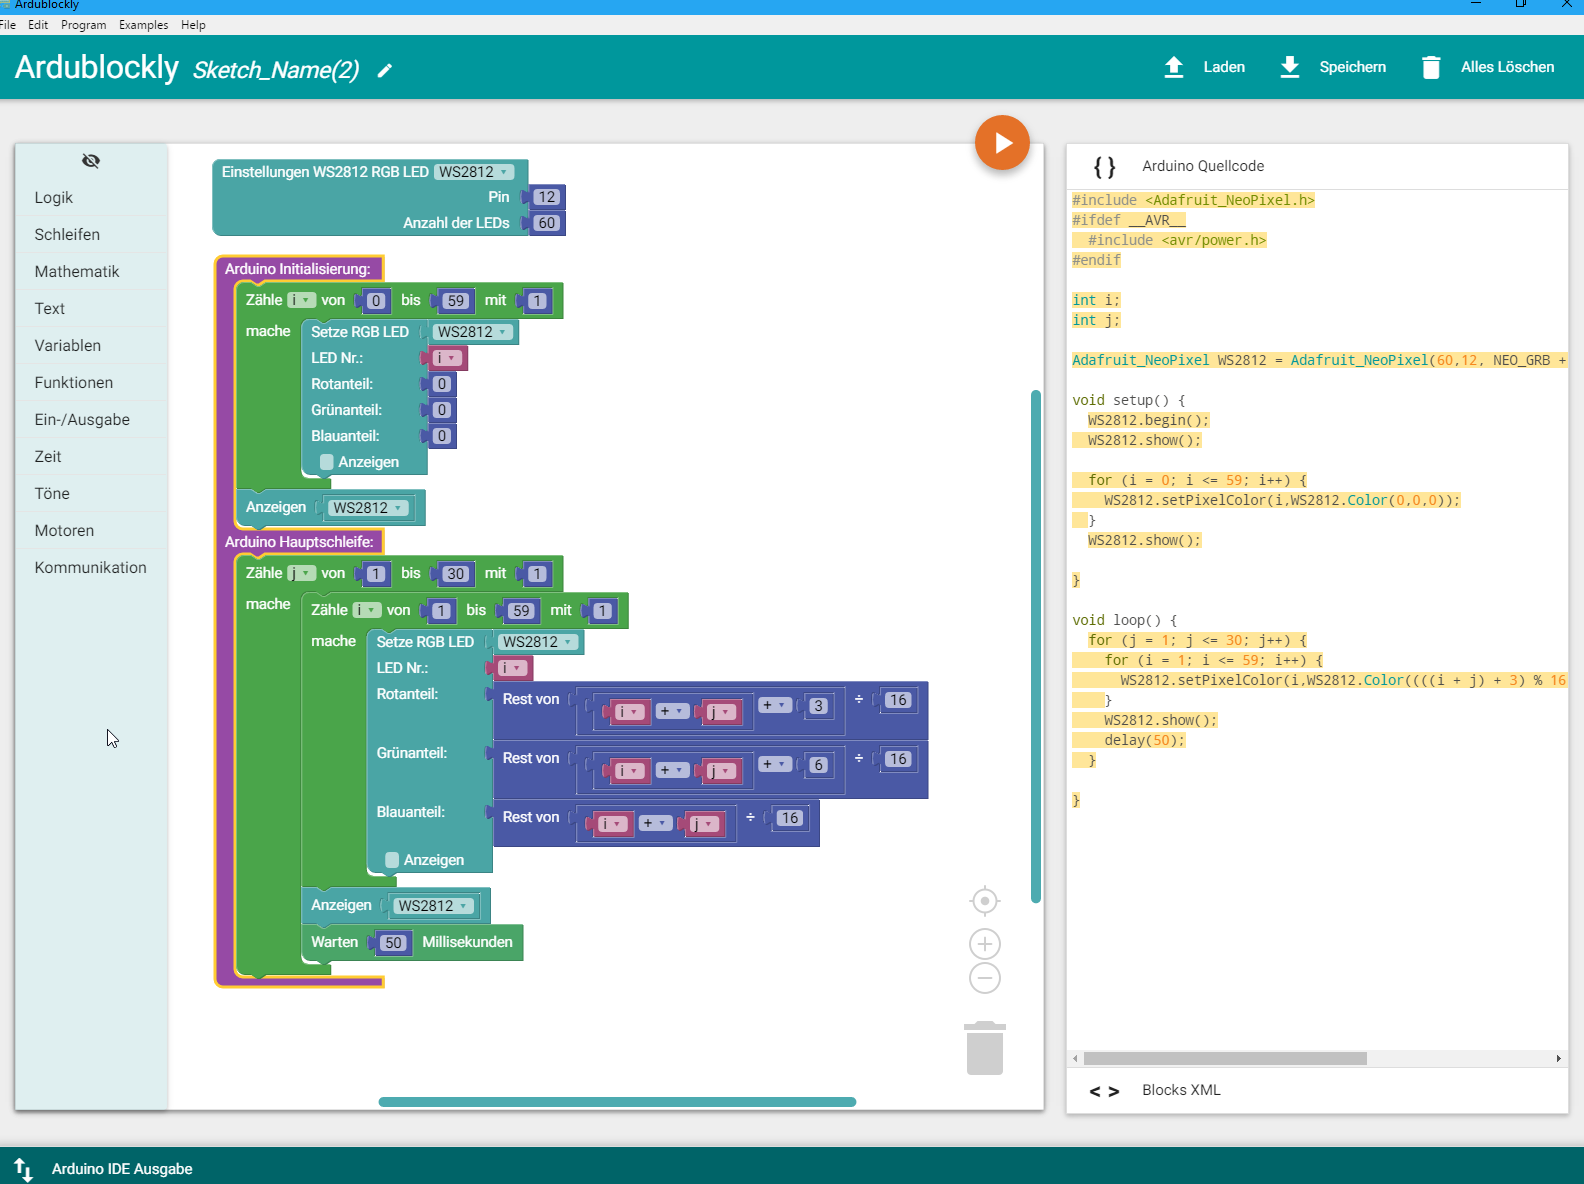 Ardublockly
File Edit Program Examples Help
Ardublockly Sketch_Name(2)
Laden
Speichern
Alles Löschen
Logik
Schleifen
Mathematik
Text
Variablen
Funktionen
Ein-/Ausgabe
Zeit
Töne
Motoren
Kommunikation
Einstellungen WS2812 RGB LED WS2812
Pin 12
Anzahl der LEDs 60
Arduino Initialisierung:
Zähle i von 0 bis 59 mit 1
mache Setze RGB LED WS2812
LED Nr.: i
Rotanteil: 0
Grünanteil: 0
Blauanteil: 0
Anzeigen
Anzeigen WS2812
Arduino Hauptschleife:
Zähle j von 1 bis 30 mit 1
mache Zähle i von 1 bis 59 mit 1
mache Setze RGB LED WS2812
LED Nr.: i
Rotanteil: Rest von i + j + 3 ÷ 16
Grünanteil: Rest von i + j + 6 ÷ 16
Blauanteil: Rest von i + j ÷ 16
Anzeigen
Anzeigen WS2812
Warten 50 Millisekunden
{ } Arduino Quellcode
#include <Adafruit_NeoPixel.h>
#ifdef __AVR__
#include <avr/power.h>
#endif
int i;
int j;
Adafruit_NeoPixel WS2812 = Adafruit_NeoPixel(60,12, NEO_GRB +
void setup() {
WS2812.begin();
WS2812.show();
for (i = 0; i <= 59; i++) {
WS2812.setPixelColor(i,WS2812.Color(0,0,0));
}
WS2812.show();
}
void loop() {
for (j = 1; j <= 30; j++) {
for (i = 1; i <= 59; i++) {
WS2812.setPixelColor(i,WS2812.Color((((i + j) + 3) % 16
}
WS2812.show();
delay(50);
}
}
< > Blocks XML
Arduino IDE Ausgabe